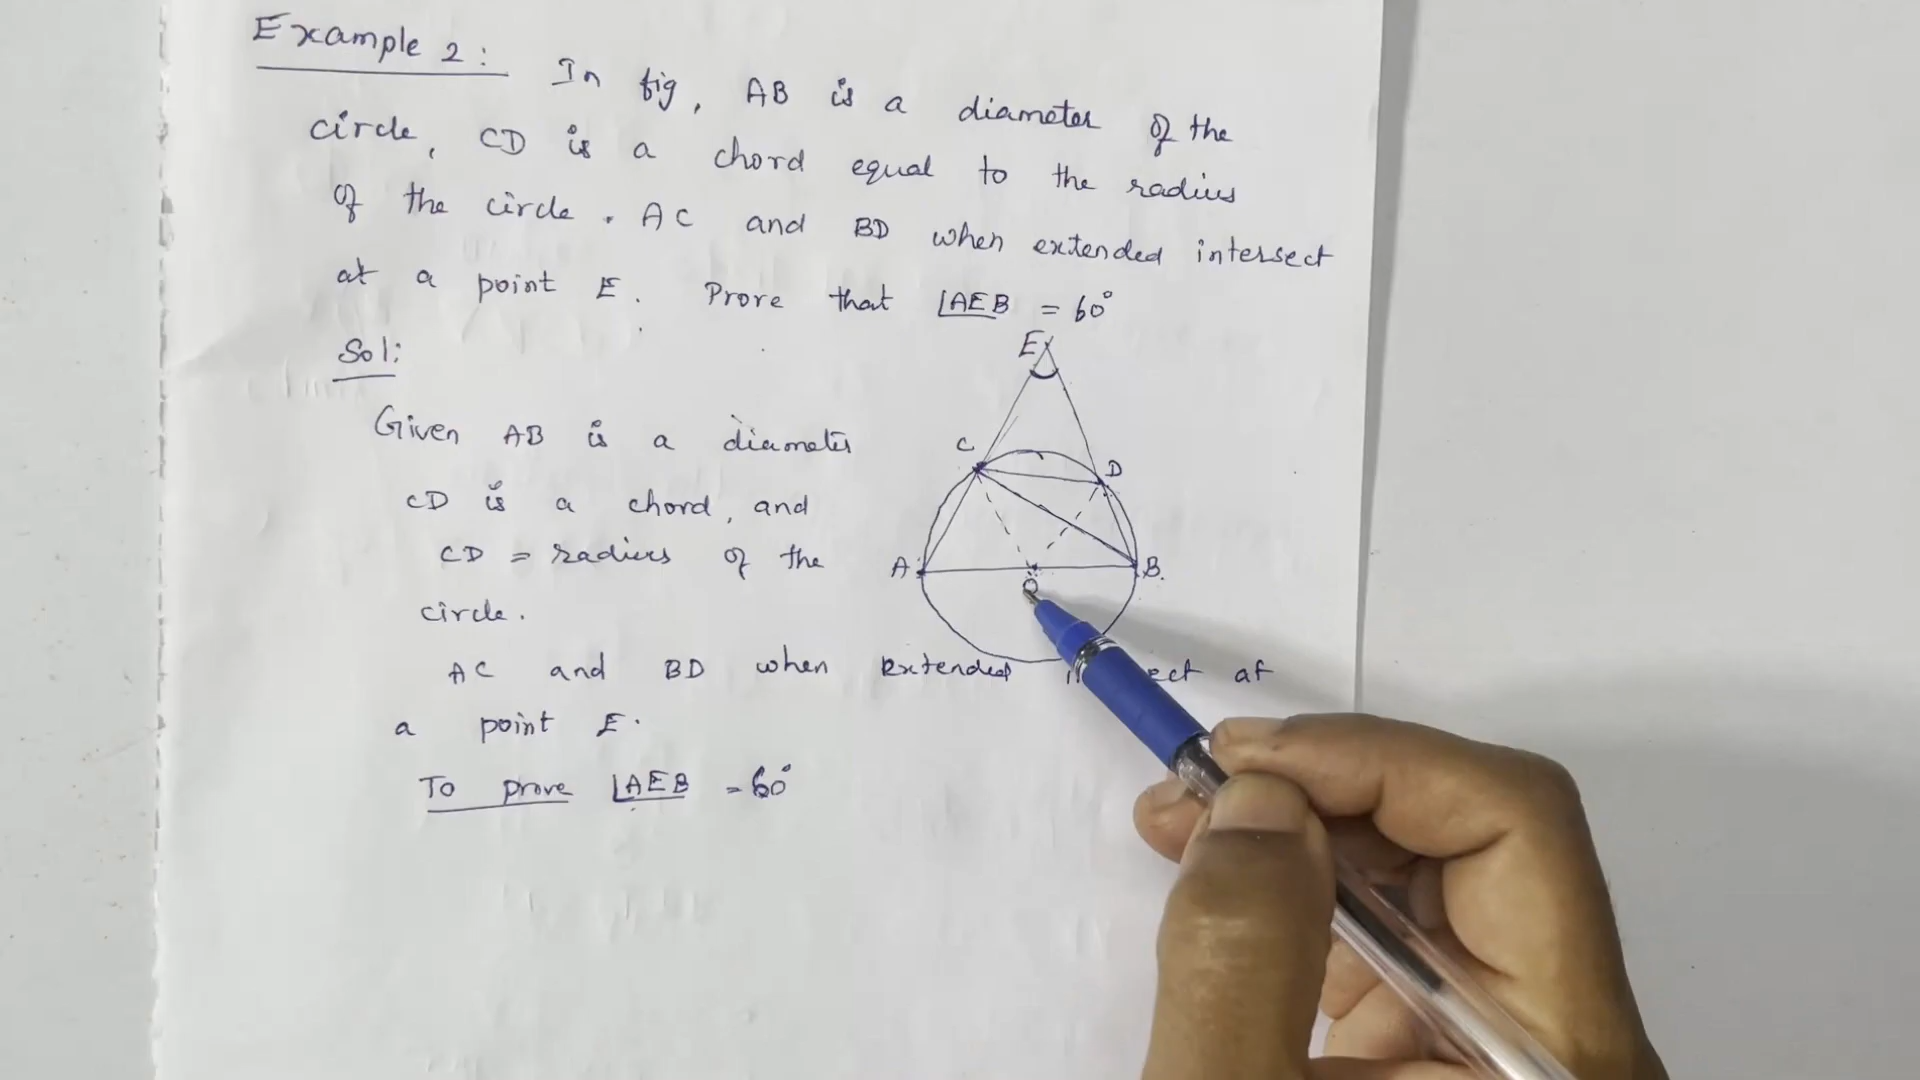 Example 2: In fig, AB is a diameter of the
circle, CD is a chord equal to the radius
of the circle. AC and BD when extended intersect
at a point E. Prove that ∠AEB = 60°
Sol:
E
Given AB is a diameter
C
D
CD is a chord, and
CD = radius of the
A
B.
O
circle.
AC and BD when extended at
a point E.
To prove ∠AEB = 60°